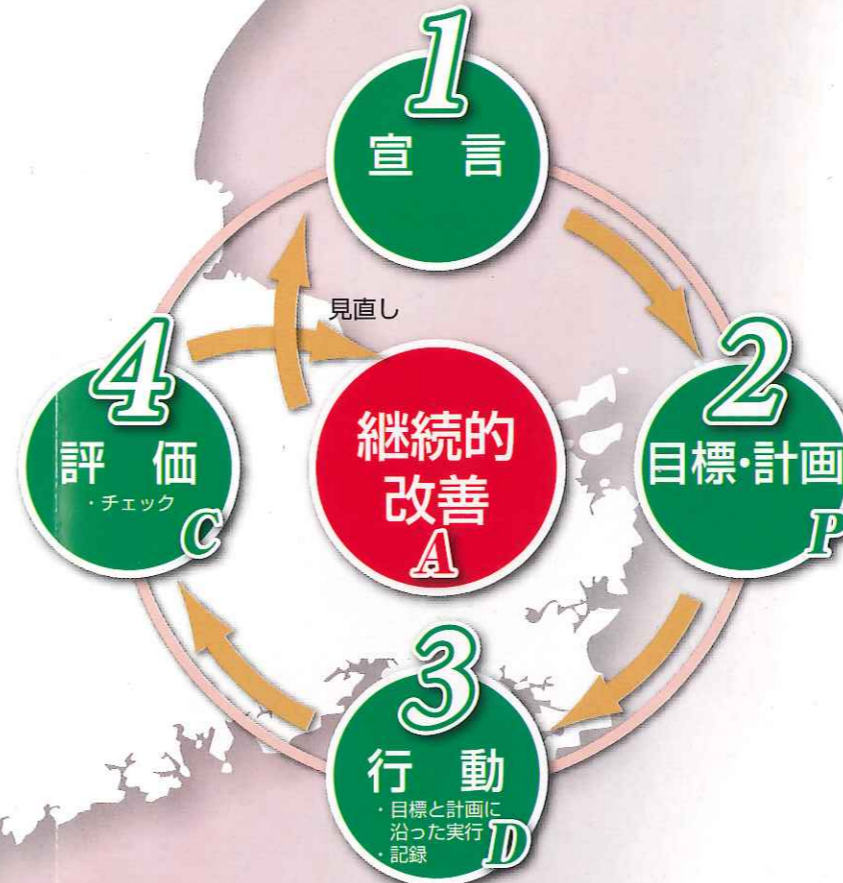 1
宣 言
2
目標・計画
P
3
行 動
・目標と計画に
沿った実行
・記録
D
4
評 価
・チェック
C
見直し
継続的
改善
A